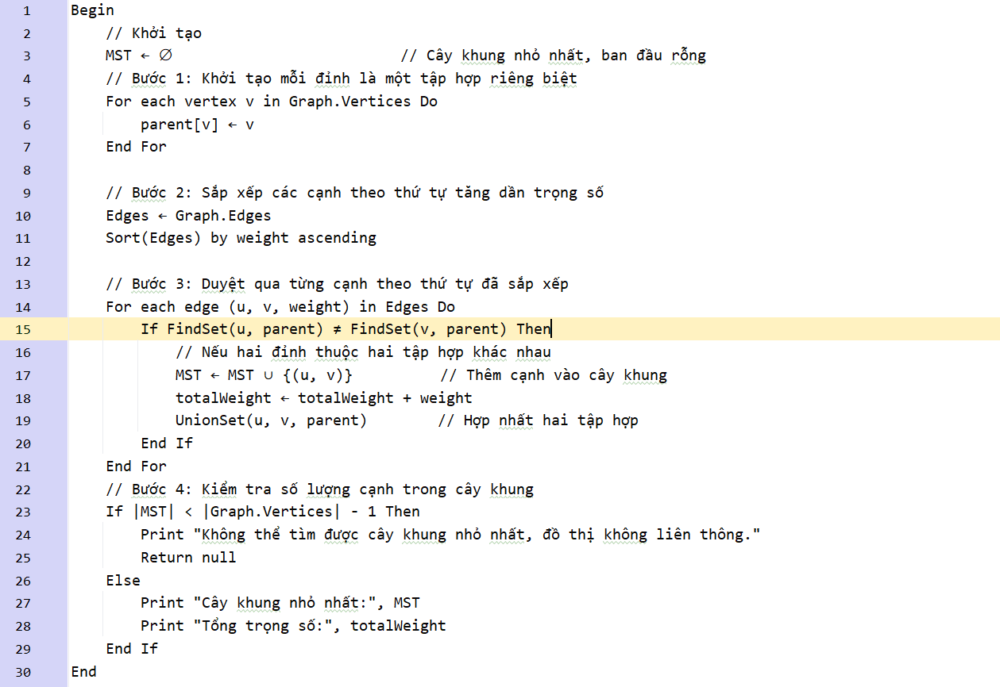 1 Begin
2     // Khởi tạo
3     MST ← ∅                          // Cây khung nhỏ nhất, ban đầu rỗng
4     // Bước 1: Khởi tạo mỗi đỉnh là một tập hợp riêng biệt
5     For each vertex v in Graph.Vertices Do
6         parent[v] ← v
7     End For
8
9     // Bước 2: Sắp xếp các cạnh theo thứ tự tăng dần trọng số
10     Edges ← Graph.Edges
11     Sort(Edges) by weight ascending
12
13     // Bước 3: Duyệt qua từng cạnh theo thứ tự đã sắp xếp
14     For each edge (u, v, weight) in Edges Do
15         If FindSet(u, parent) ≠ FindSet(v, parent) Then
16             // Nếu hai đỉnh thuộc hai tập hợp khác nhau
17             MST ← MST ∪ {(u, v)}          // Thêm cạnh vào cây khung
18             totalWeight ← totalWeight + weight
19             UnionSet(u, v, parent)        // Hợp nhất hai tập hợp
20         End If
21     End For
22     // Bước 4: Kiểm tra số lượng cạnh trong cây khung
23     If |MST| < |Graph.Vertices| - 1 Then
24         Print "Không thể tìm được cây khung nhỏ nhất, đồ thị không liên thông."
25         Return null
26     Else
27         Print "Cây khung nhỏ nhất:", MST
28         Print "Tổng trọng số:", totalWeight
29     End If
30 End